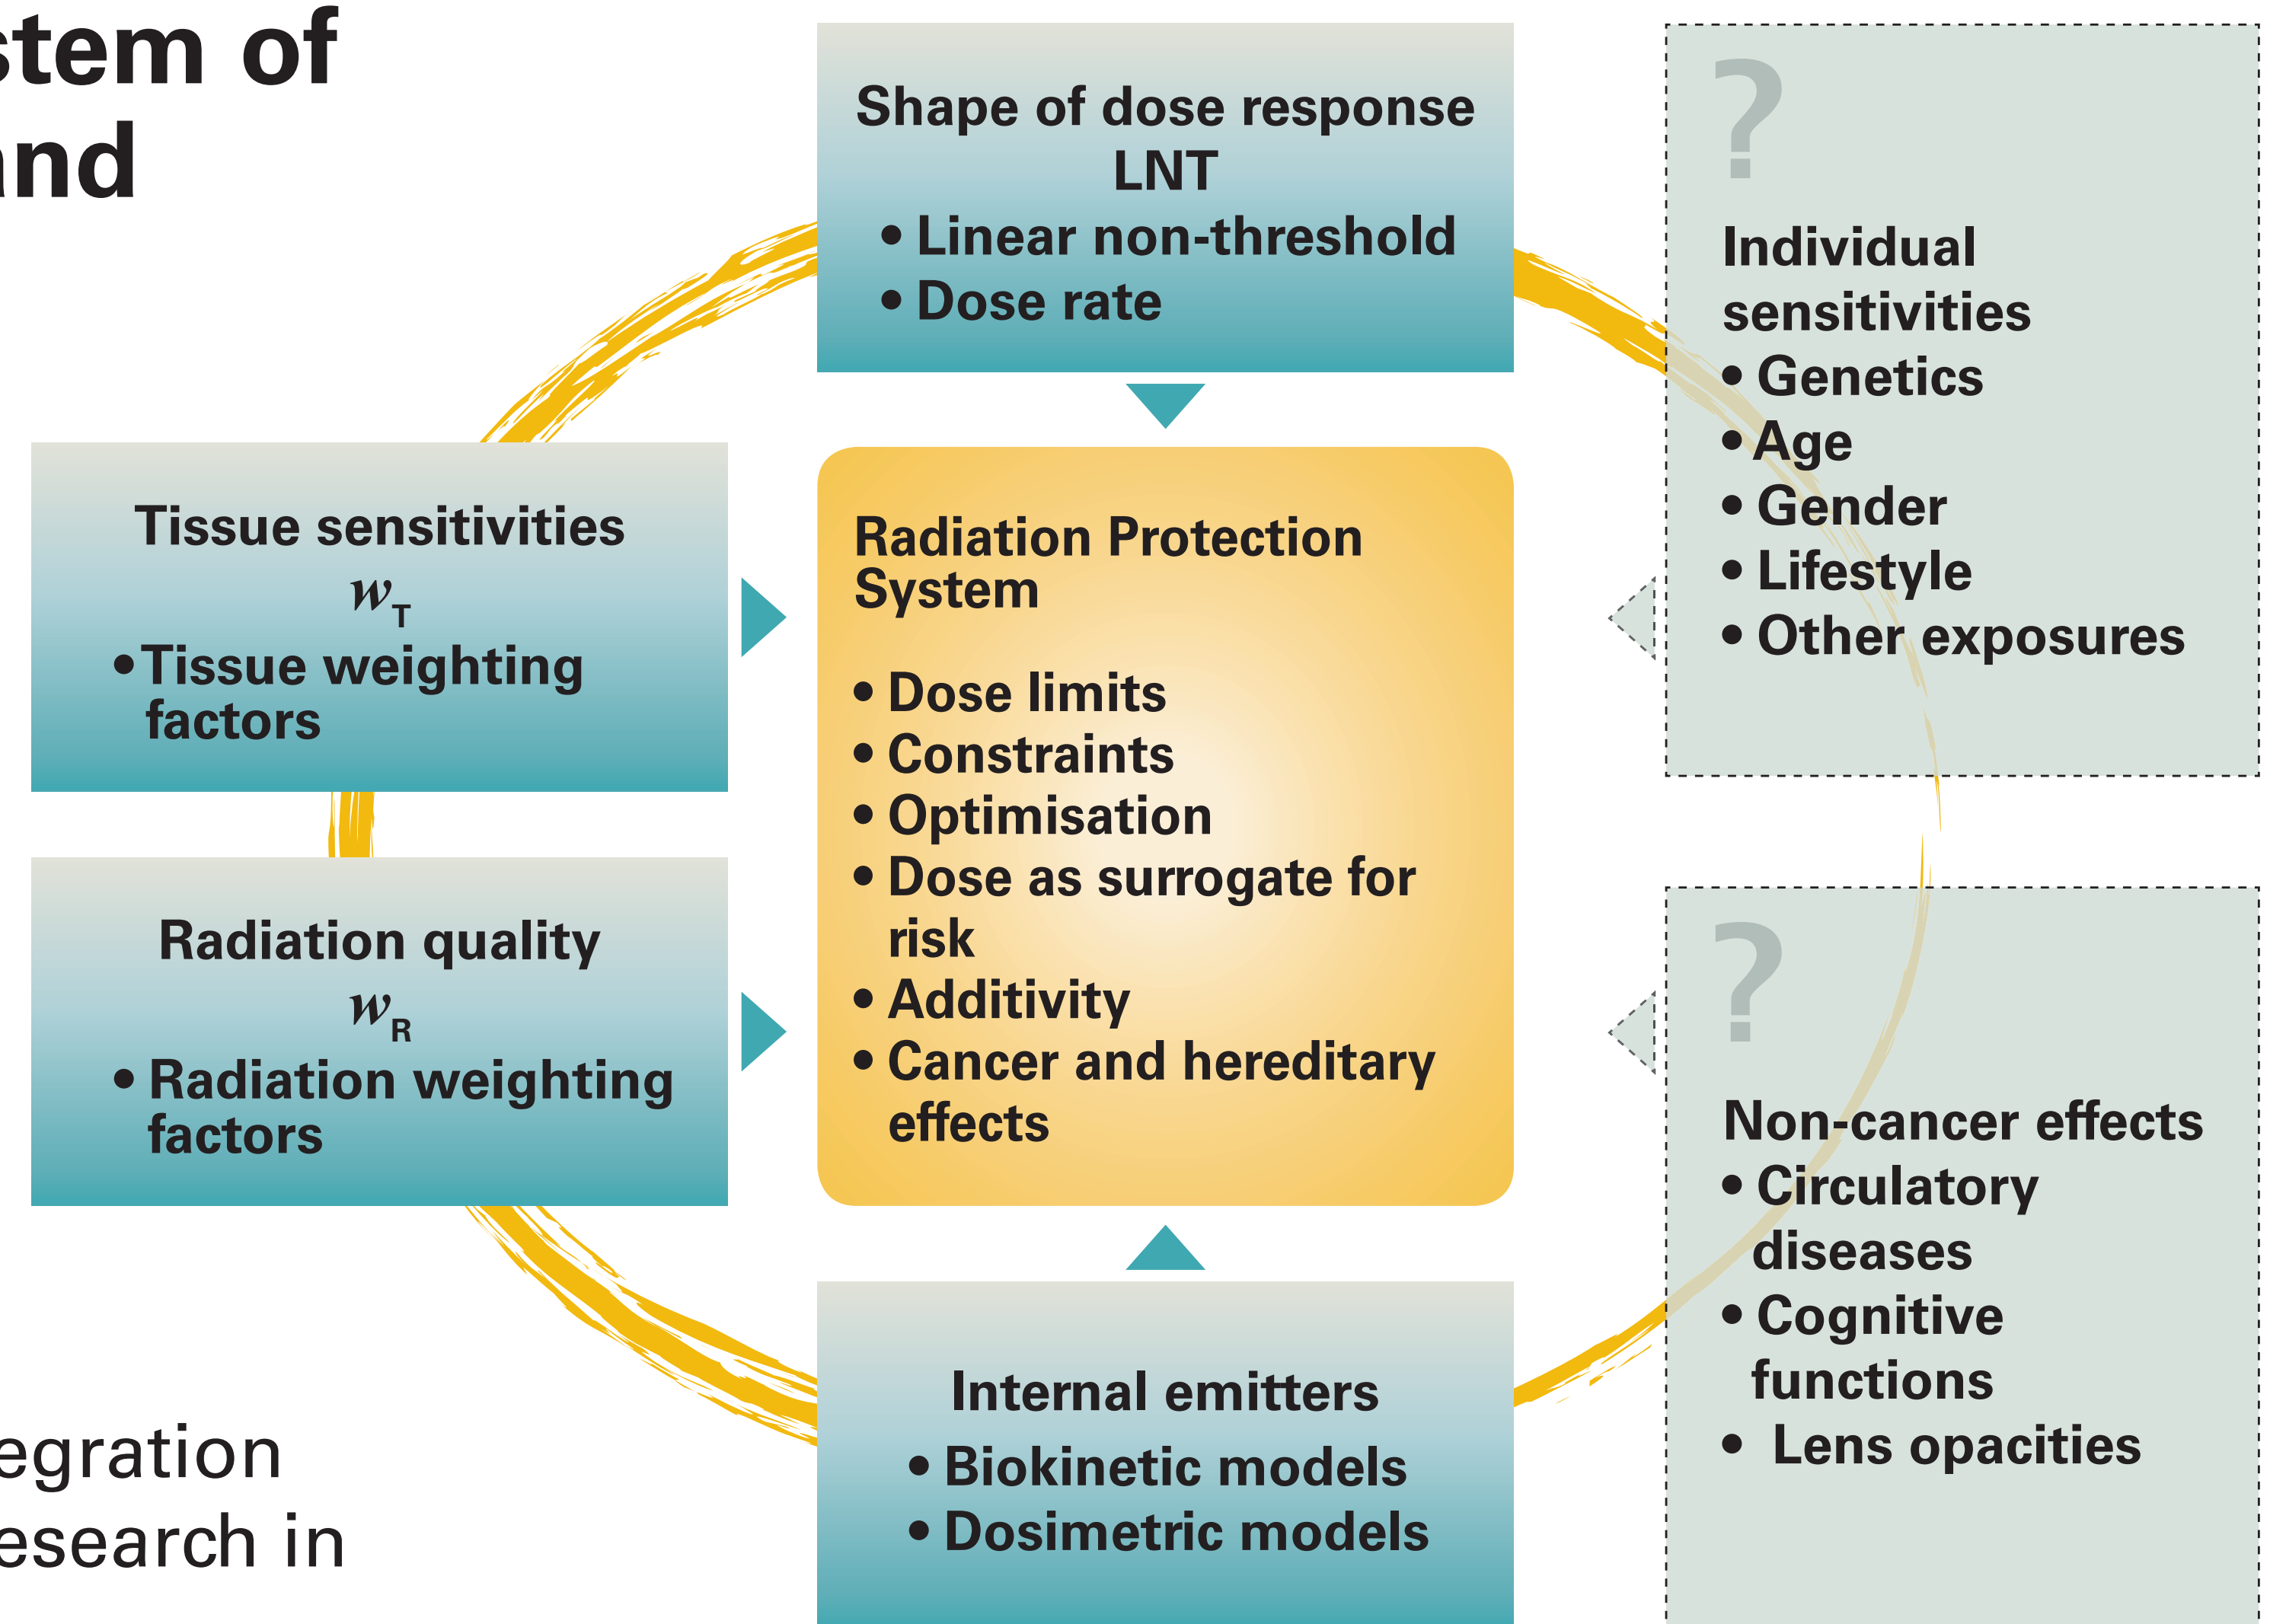 stem of
and
Shape of dose response
LNT
• Linear non-threshold
• Dose rate
Tissue sensitivities
wT
• Tissue weighting
factors
Radiation quality
wR
• Radiation weighting
factors
Radiation Protection
System
• Dose limits
• Constraints
• Optimisation
• Dose as surrogate for
risk
• Additivity
• Cancer and hereditary
effects
Internal emitters
• Biokinetic models
• Dosimetric models
?
Individual
sensitivities
• Genetics
• Age
• Gender
• Lifestyle
• Other exposures
?
Non-cancer effects
• Circulatory
diseases
• Cognitive
functions
• Lens opacities
egration
esearch in